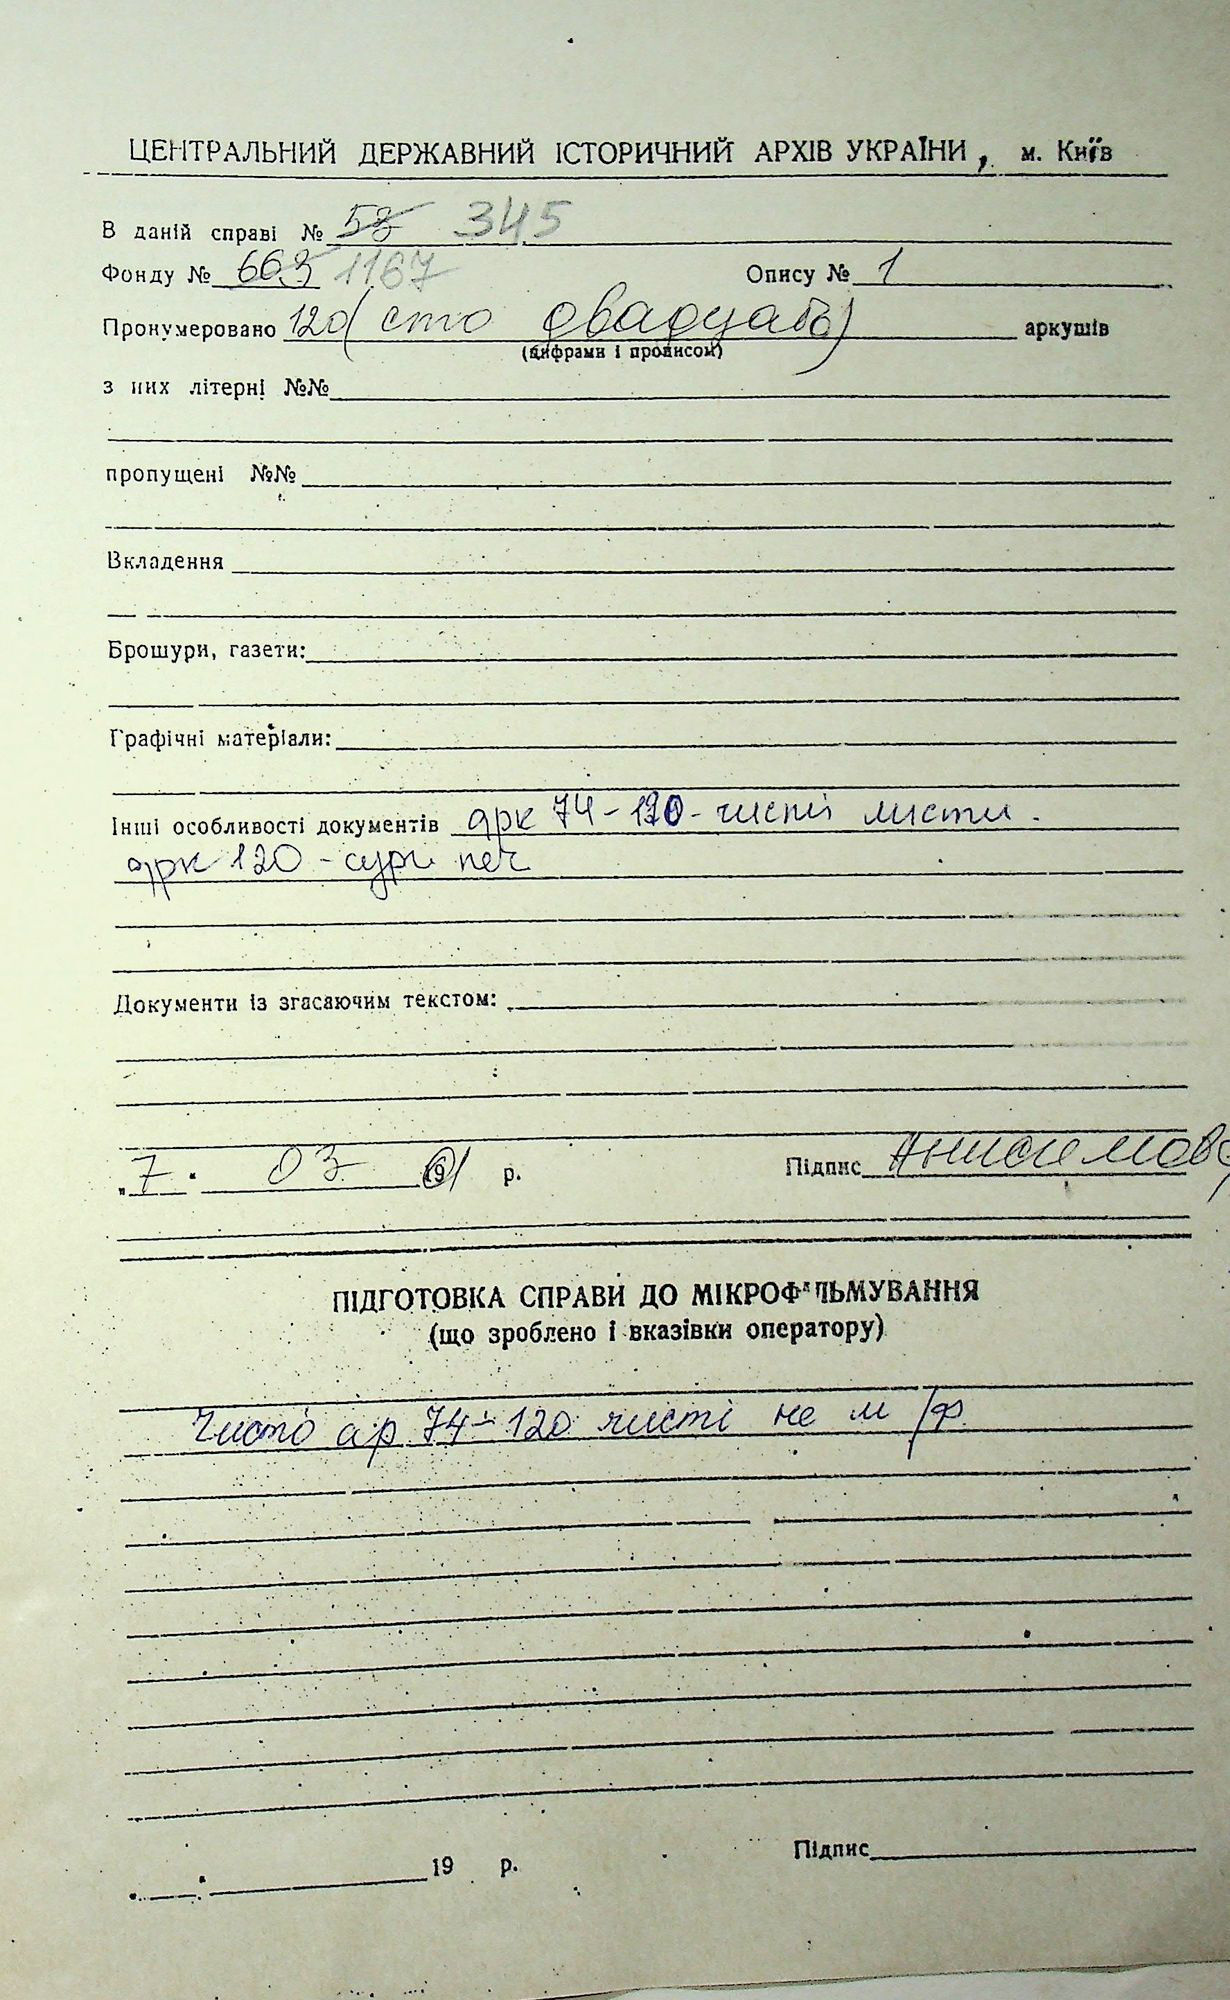 ЦЕНТРАЛЬНИЙ ДЕРЖАВНИЙ ІСТОРИЧНИЙ АРХІВ УКРАЇНИ, м. Київ
В даній справі № 57 345
Фонду № 663 1167 Опису № 1
Пронумеровано 120 (сто двадцать) аркушів
(цифрами і прописом)
з них літерні №№
пропущені №№
Вкладення
Брошури, газети:
Графічні матеріали:
Інші особливості документів арк 74-120- чисті листи.
арк 120 - сург. печ
Документи із згасаючим текстом:
„7" 03 01 р. Підпис Анисимова
ПІДГОТОВКА СПРАВИ ДО МІКРОФІЛЬМУВАННЯ
(що зроблено і вказівки оператору)
ар 74-120 чисті не м/ф
19 р. Підпис